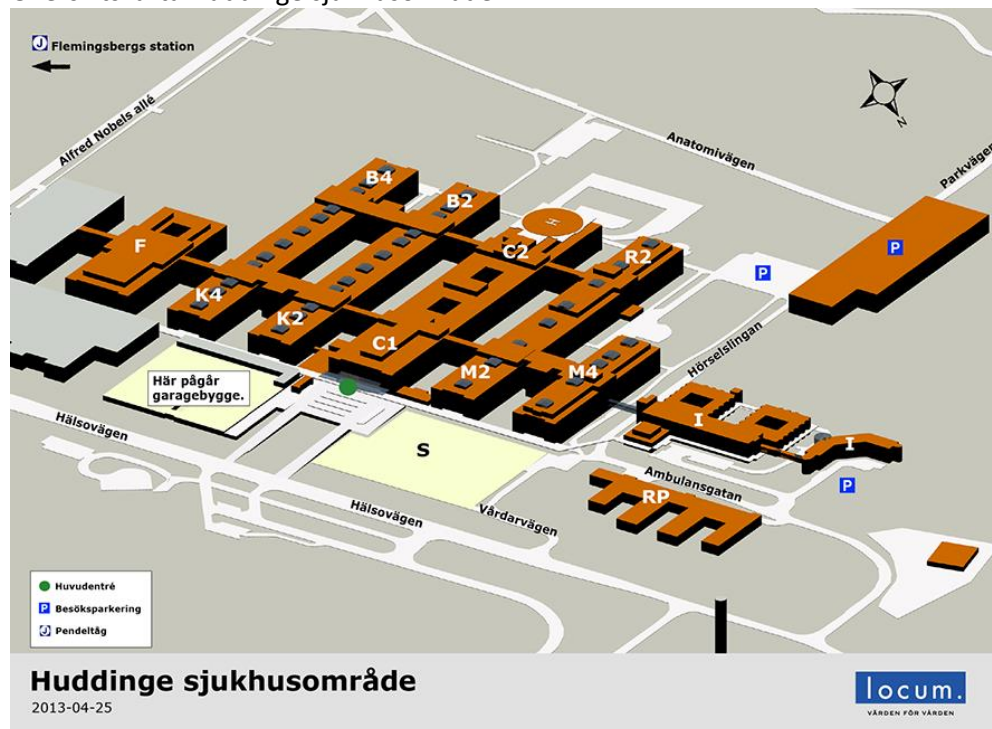 Flemingsbergs station
Alfred Nobels allé
N
Anatomivägen
Parkvägen
B4
B2
H
C2
R2
F
P
P
K4
K2
C1
Hörselslingan
M2
M4
Här pågår
garagebygge.
I
I
S
Hälsovägen
Ambulansgatan
P
RP
Hälsovägen
Vårdarvägen
Huvudentré
P Besöksparkering
J Pendeltåg
Huddinge sjukhusområde
2013-04-25
locum.
VÄRDEN FÖR VÅRDEN